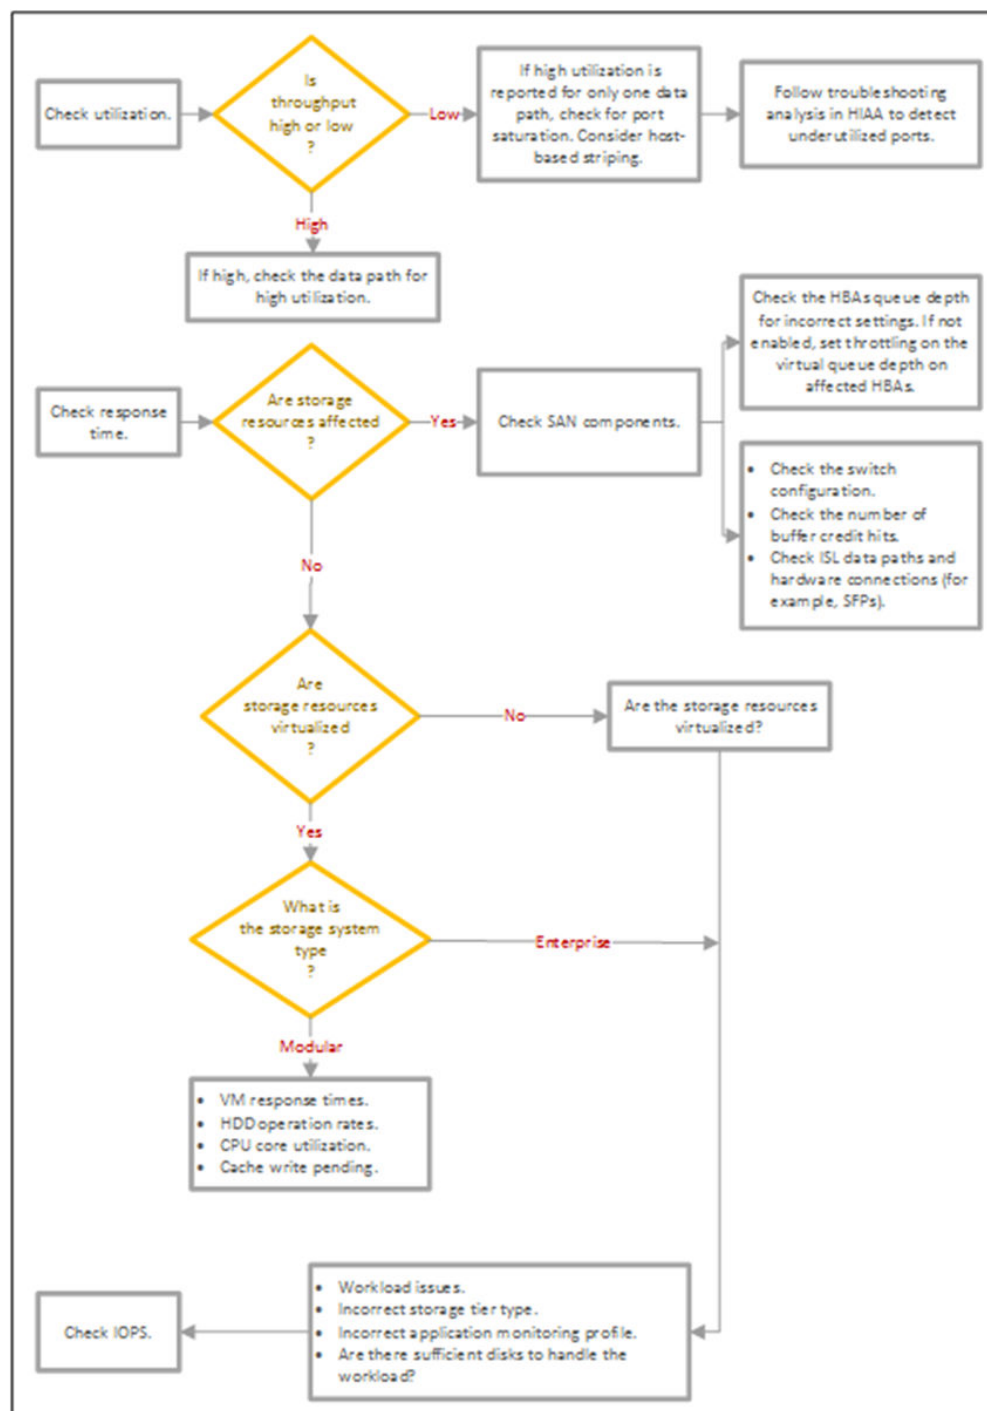 Check utilization.
Is
throughput
high or low
?
Low
If high utilization is
reported for only one data
path, check for port
saturation. Consider host-
based striping.
Follow troubleshooting
analysis in HIAA to detect
underutilized ports.
High
If high, check the data path for
high utilization.
Check response
time.
Are storage
resources affected
?
Yes
Check SAN components.
Check the HBAs queue depth
for incorrect settings. If not
enabled, set throttling on the
virtual queue depth on
affected HBAs.
• Check the switch
configuration.
• Check the number of
buffer credit hits.
• Check ISL data paths and
hardware connections (for
example, SFPs).
No
Are
storage resources
virtualized
?
No
Are the storage resources
virtualized?
Yes
What is
the storage system
type
?
Enterprise
Modular
• VM response times.
• HDD operation rates.
• CPU core utilization.
• Cache write pending.
• Workload issues.
• Incorrect storage tier type.
• Incorrect application monitoring profile.
• Are there sufficient disks to handle the
workload?
Check IOPS.